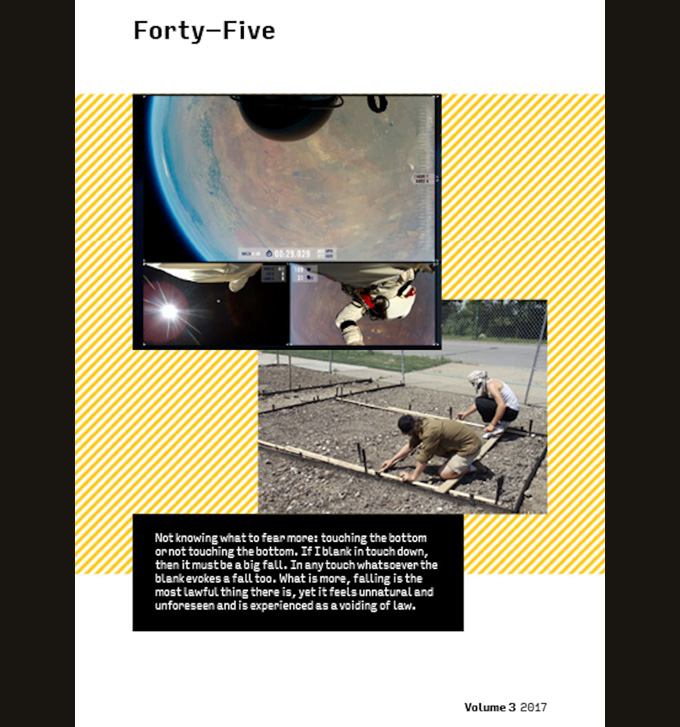 Forty—Five
00:29.029
Not knowing what to fear more: touching the bottom
or not touching the bottom. If I blank in touch down,
then it must be a big fall. In any touch whatsoever the
blank evokes a fall too. What is more, falling is the
most lawful thing there is, yet it feels unnatural and
unforeseen and is experienced as a voiding of law.
Volume 3 2017